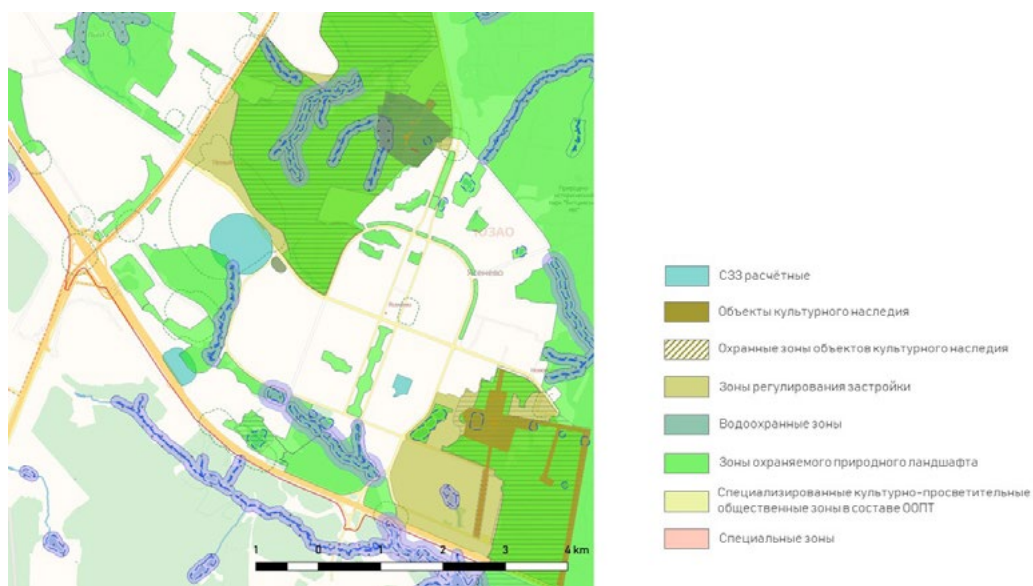 ЮЗАО
Ясенево
1 0 1 2 3 4 km
СЗЗ расчётные
Объекты культурного наследия
Охранные зоны объектов культурного наследия
Зоны регулирования застройки
Водоохранные зоны
Зоны охраняемого природного ландшафта
Специализированные культурно-просветительные
общественные зоны в составе ООПТ
Специальные зоны